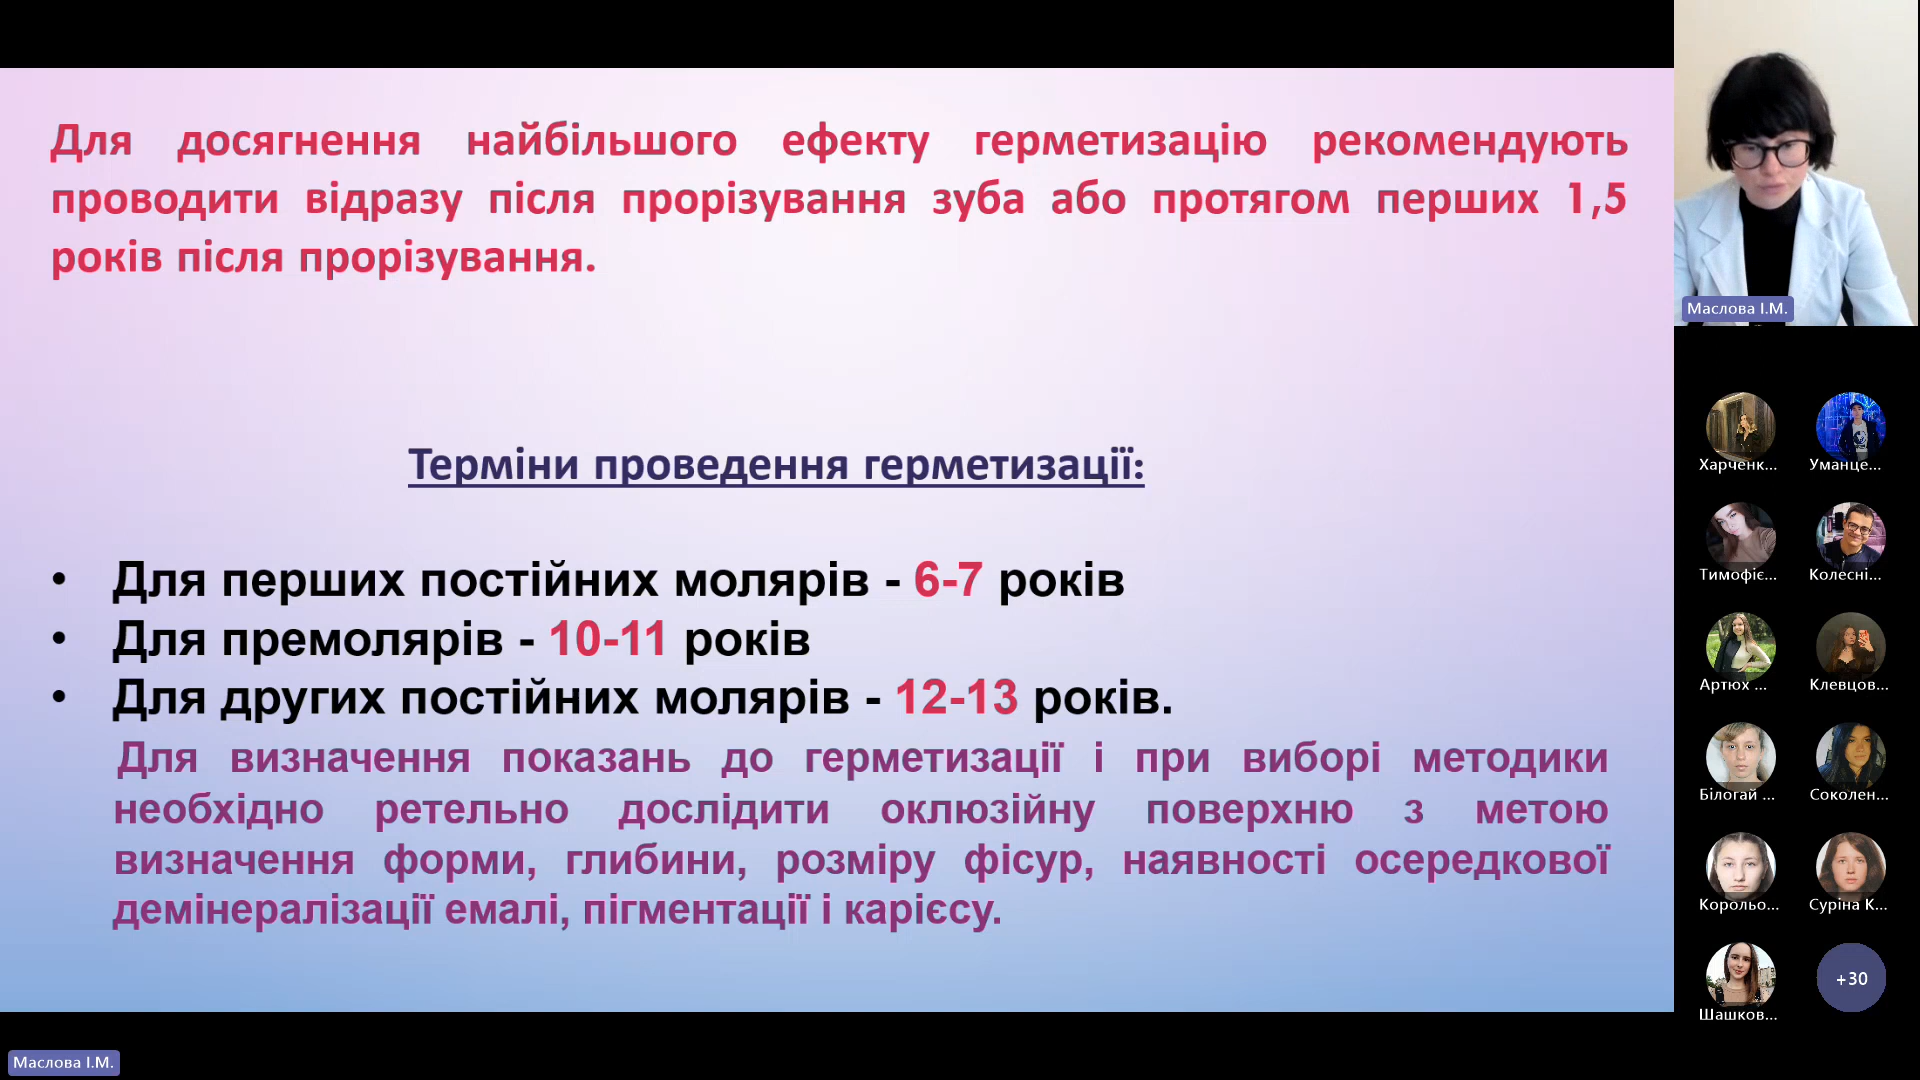 Для досягнення найбільшого ефекту герметизацію рекомендують
проводити відразу після прорізування зуба або протягом перших 1,5
років після прорізування.
Терміни проведення герметизації:
• Для перших постійних молярів - 6-7 років
• Для премолярів - 10-11 років
• Для других постійних молярів - 12-13 років.
Для визначення показань до герметизації і при виборі методики
необхідно ретельно дослідити оклюзійну поверхню з метою
визначення форми, глибини, розміру фісур, наявності осередкової
демінералізації емалі, пігментації і карієсу.
Маслова І.М.
Маслова І.М.
Харченк...
Уманце...
Тимофіє...
Колесні...
Артюх ...
Клевцов...
Білогай ...
Соколен...
Корольо...
Суріна К...
Шашков...
+30